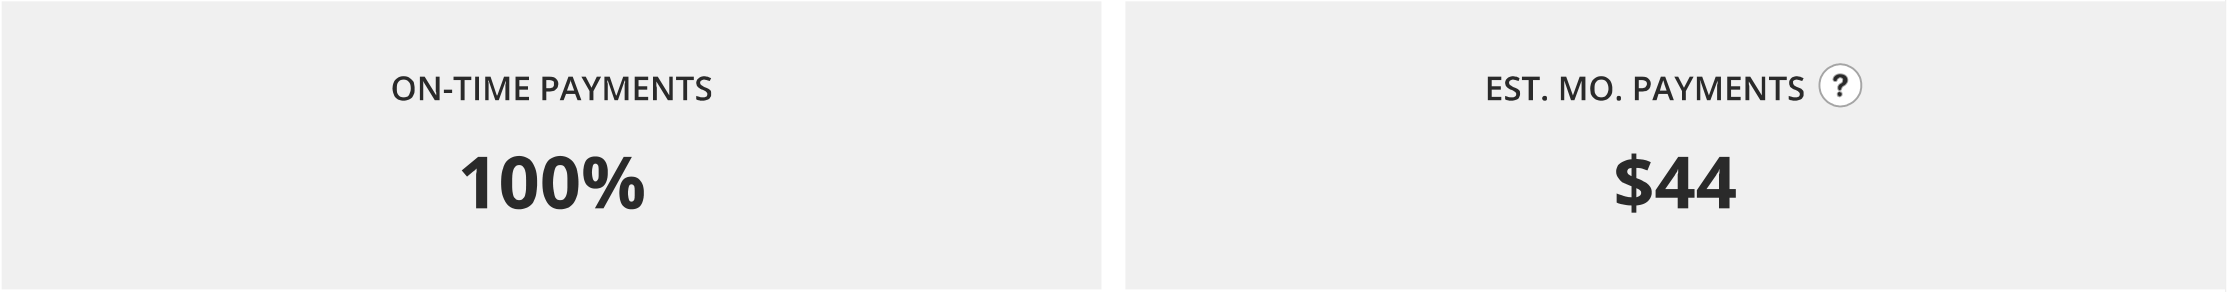 ON-TIME PAYMENTS
100%
EST. MO. PAYMENTS ?
$44